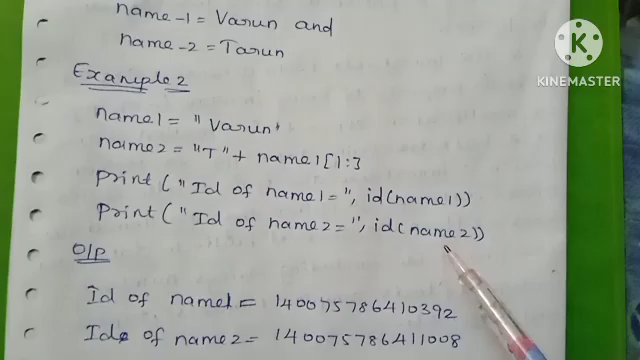 name-1 = Varun and
name-2 = Tarun
KINEMASTER
Example 2
name1 = "Varun"
name2 = "T" + name1[1:]
print("Id of name1 = ", id(name1))
print("Id of name2 = ", id(name2))
O/P
Id of name1 = 140075786410392
Id of name2 = 140075786411008